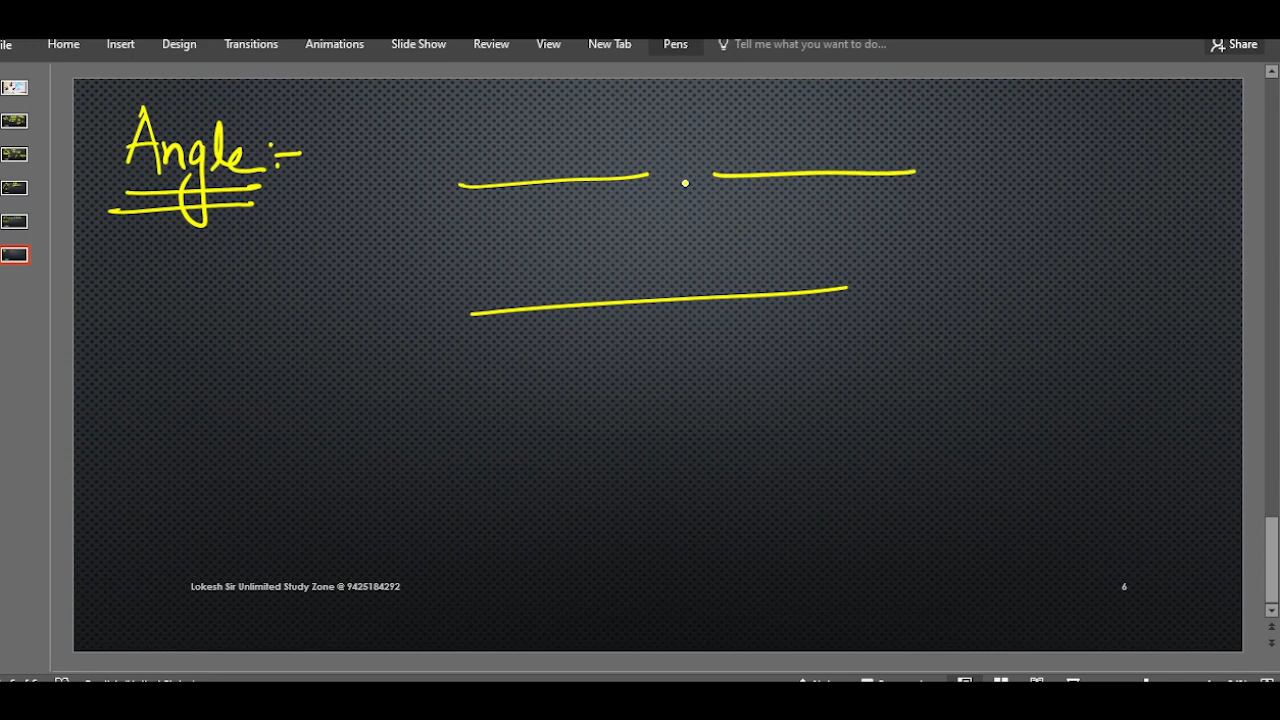 ile Home Insert Design Transitions Animations Slide Show Review View New Tab Pens Tell me what you want to do... Share
Angle :-
Lokesh Sir Unlimited Study Zone @ 9425184292 6